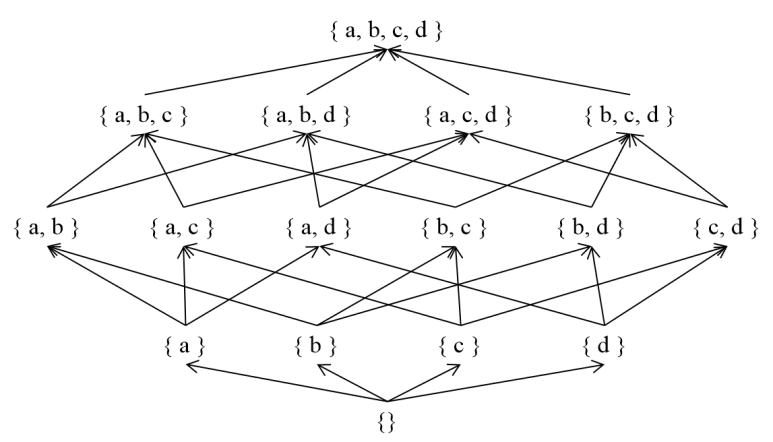 { a, b, c, d }
{ a, b, c } { a, b, d } { a, c, d } { b, c, d }
{ a, b } { a, c } { a, d } { b, c } { b, d } { c, d }
{ a } { b } { c } { d }
{}